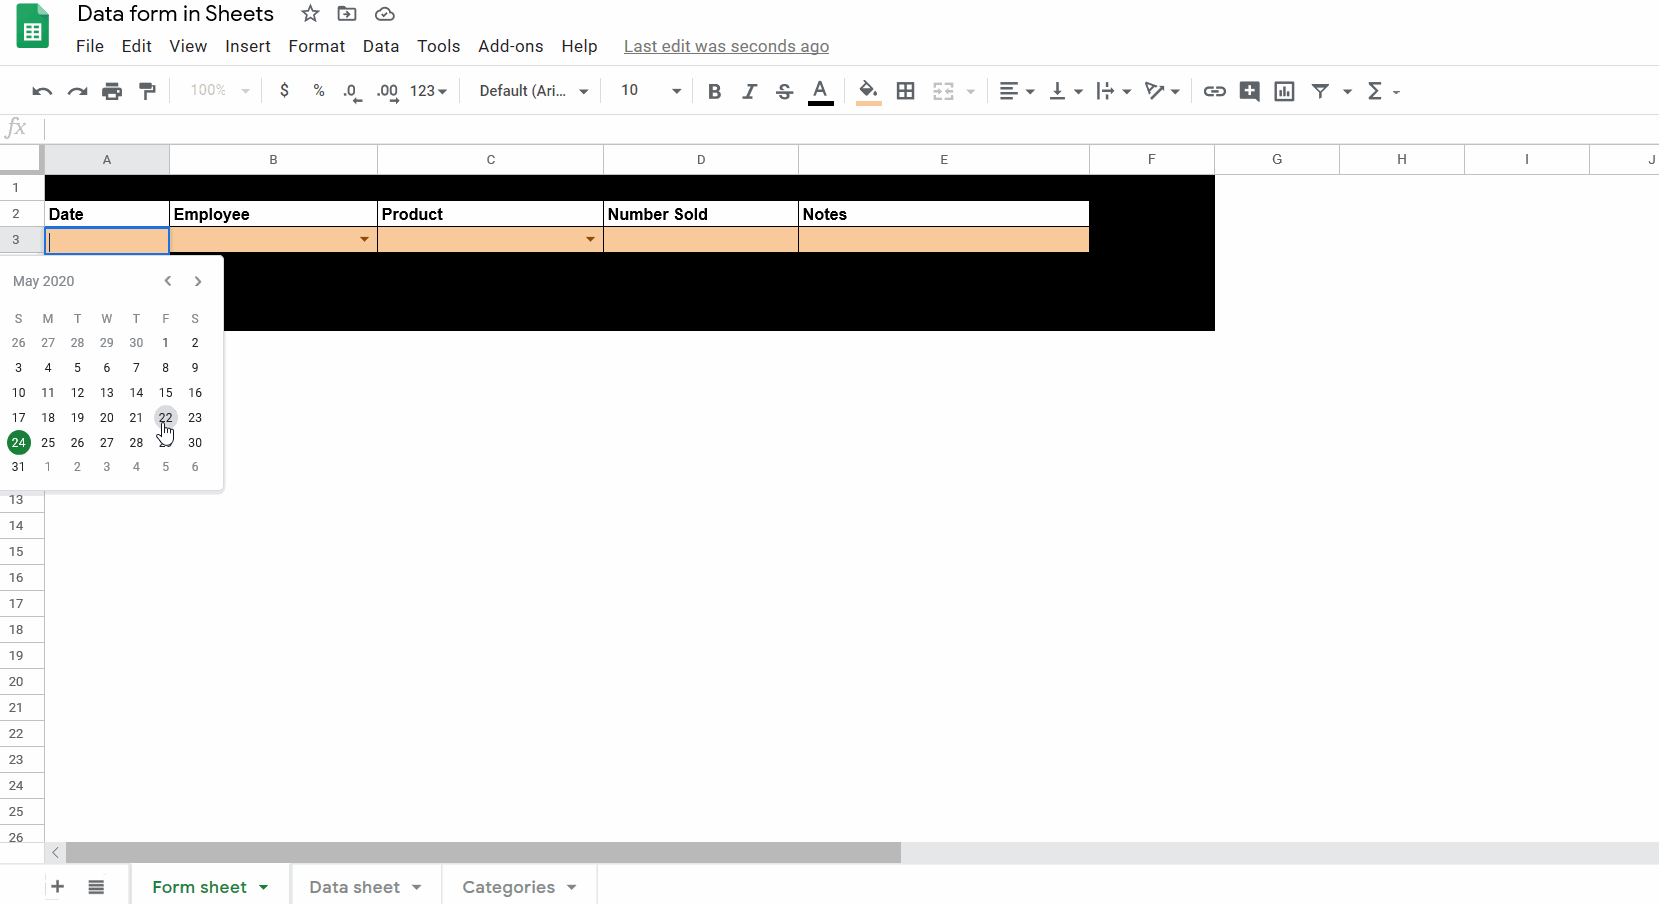 Data form in Sheets
File Edit View Insert Format Data Tools Add-ons Help Last edit was seconds ago
100% $ % .0 .00 123 Default (Ari... 10 B I S A
fx
A B C D E F G H I J
1
2 Date Employee Product Number Sold Notes
3
May 2020
S M T W T F S
26 27 28 29 30 1 2
3 4 5 6 7 8 9
10 11 12 13 14 15 16
17 18 19 20 21 22 23
24 25 26 27 28 30
31 1 2 3 4 5 6
13
14
15
16
17
18
19
20
21
22
23
24
25
26
Form sheet Data sheet Categories